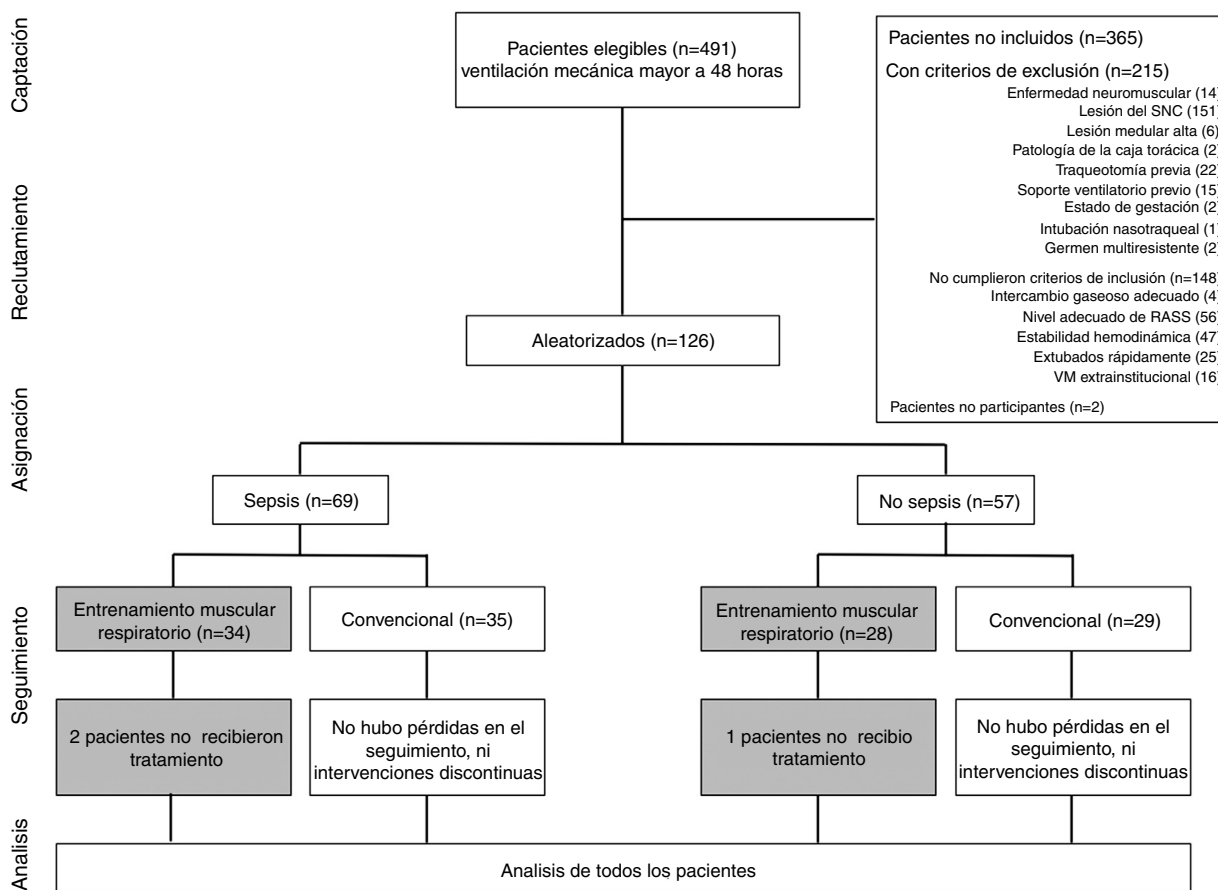 Captación
Pacientes elegibles (n=491)
ventilación mecánica mayor a 48 horas
Pacientes no incluidos (n=365)
Con criterios de exclusión (n=215)
Enfermedad neuromuscular (14)
Lesión del SNC (151)
Lesión medular alta (6)
Patología de la caja torácica (2)
Traqueotomía previa (22)
Soporte ventilatorio previo (15)
Estado de gestación (2)
Intubación nasotraqueal (1)
Germen multiresistente (2)
No cumplieron criterios de inclusión (n=148)
Intercambio gaseoso adecuado (4)
Nivel adecuado de RASS (56)
Estabilidad hemodinámica (47)
Extubados rápidamente (25)
VM extrainstitucional (16)
Pacientes no participantes (n=2)
Reclutamiento
Aleatorizados (n=126)
Asignación
Sepsis (n=69)
No sepsis (n=57)
Seguimiento
Entrenamiento muscular
respiratorio (n=34)
Convencional (n=35)
Entrenamiento muscular
respiratorio (n=28)
Convencional (n=29)
2 pacientes no recibieron
tratamiento
No hubo pérdidas en el
seguimiento, ni
intervenciones discontinuas
1 pacientes no recibio
tratamiento
No hubo pérdidas en el
seguimiento, ni
intervenciones discontinuas
Analisis
Analisis de todos los pacientes